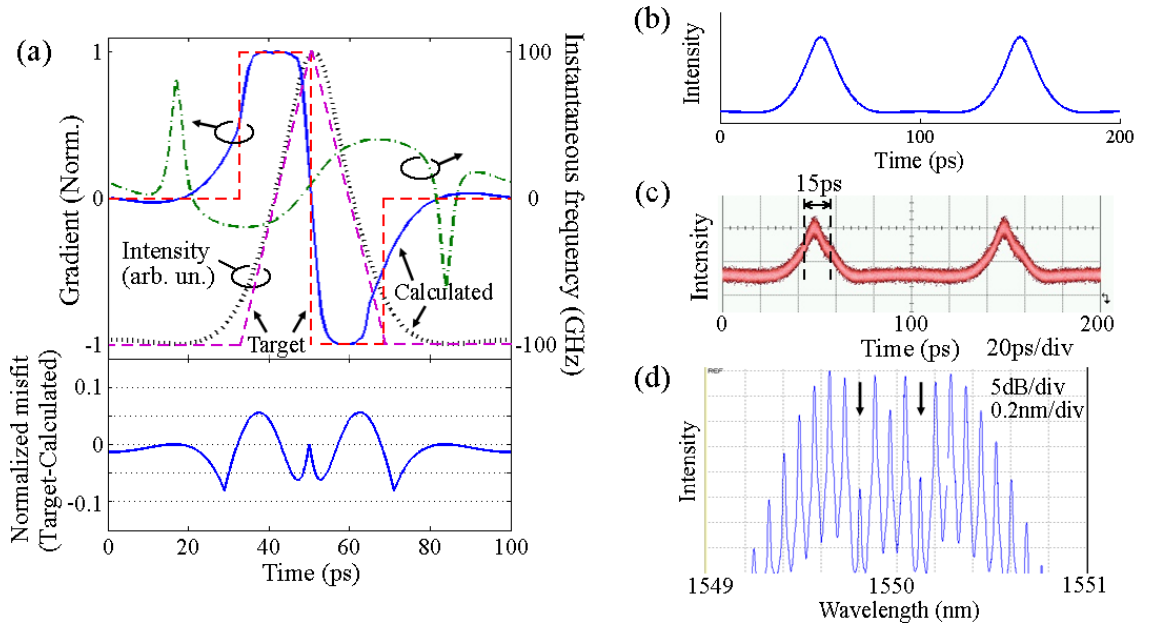 (a)
Gradient (Norm.)
1
0
-1
Instantaneous frequency (GHz)
100
0
-100
Intensity
(arb. un.)
Target
Calculated
Normalized misfit
(Target-Calculated)
0.1
0
-0.1
0 20 40 60 80 100
Time (ps)
(b)
Intensity
0 100 200
Time (ps)
(c)
15ps
Intensity
0 100 200
Time (ps)
20ps/div
(d)
REF
5dB/div
0.2nm/div
Intensity
1549 1550 1551
Wavelength (nm)